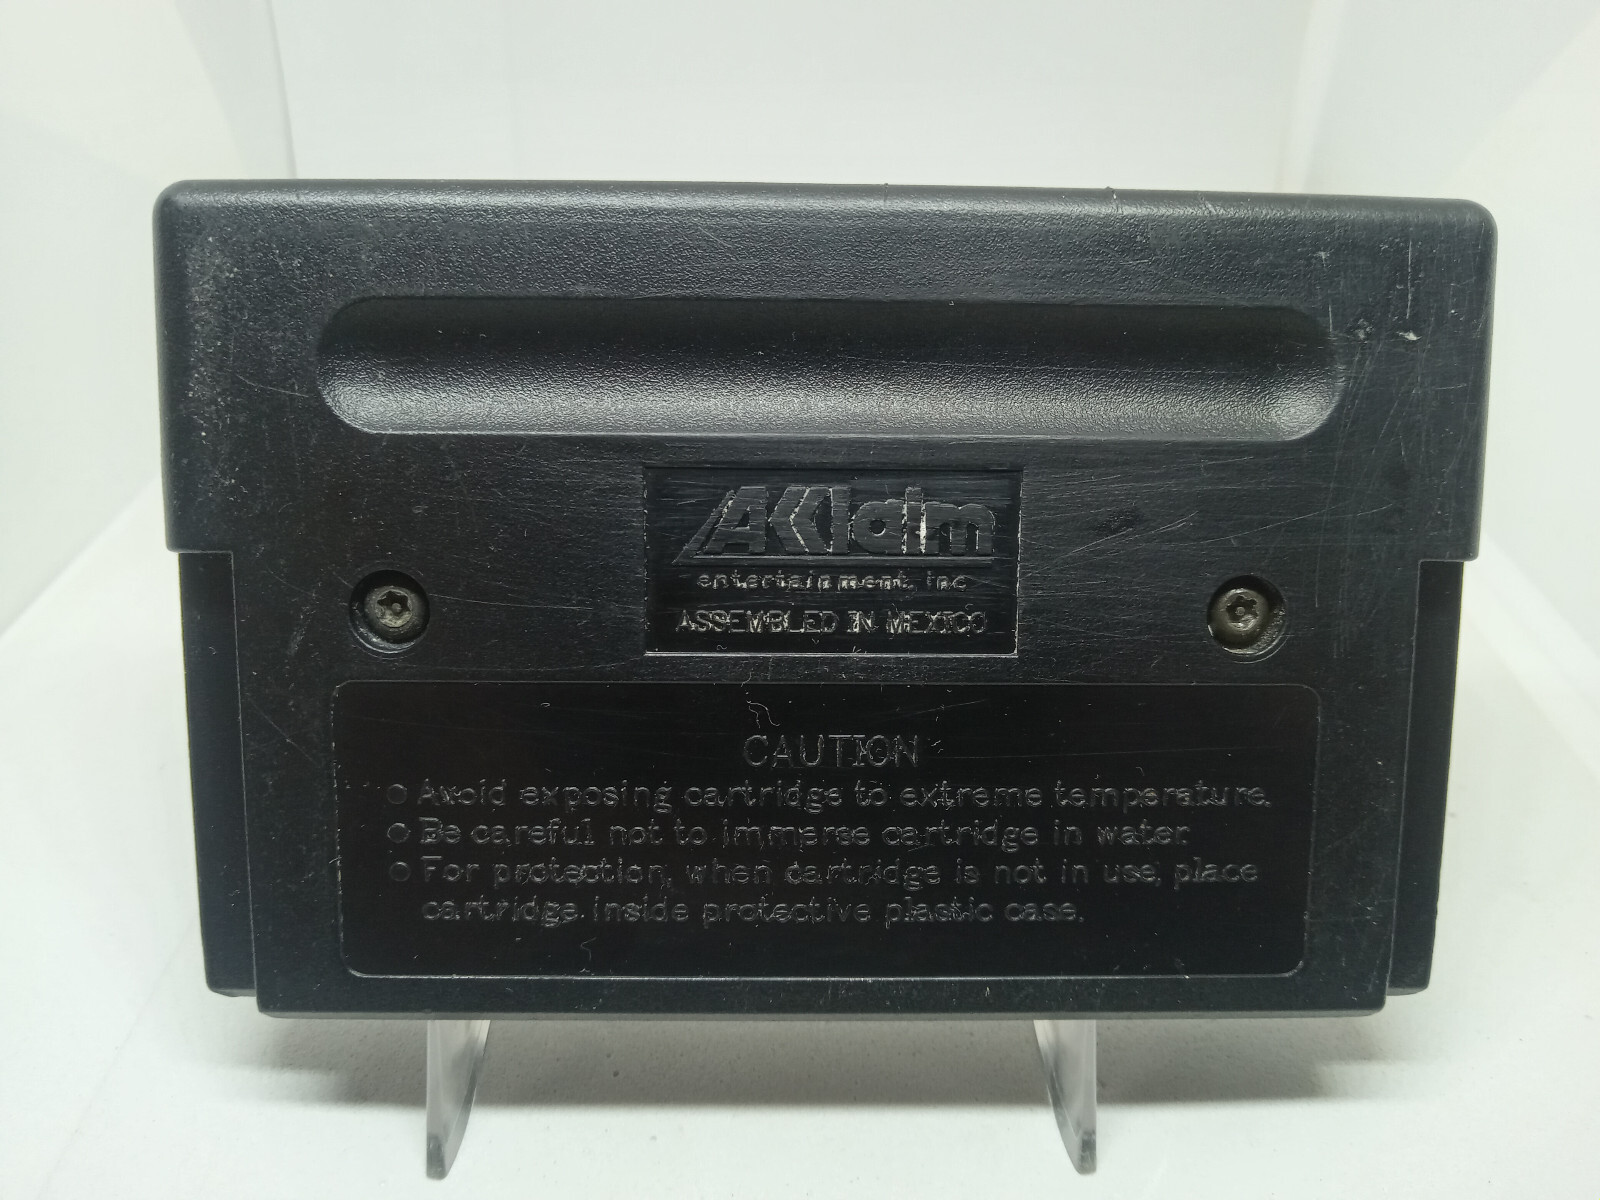 AKKlaim
entertainment, inc
ASSEMBLED IN MEXICO
CAUTION
○ Avoid exposing cartridge to extreme temperature.
○ Be careful not to immerse cartridge in water.
○ For protection, when cartridge is not in use, place
cartridge inside protective plastic case.